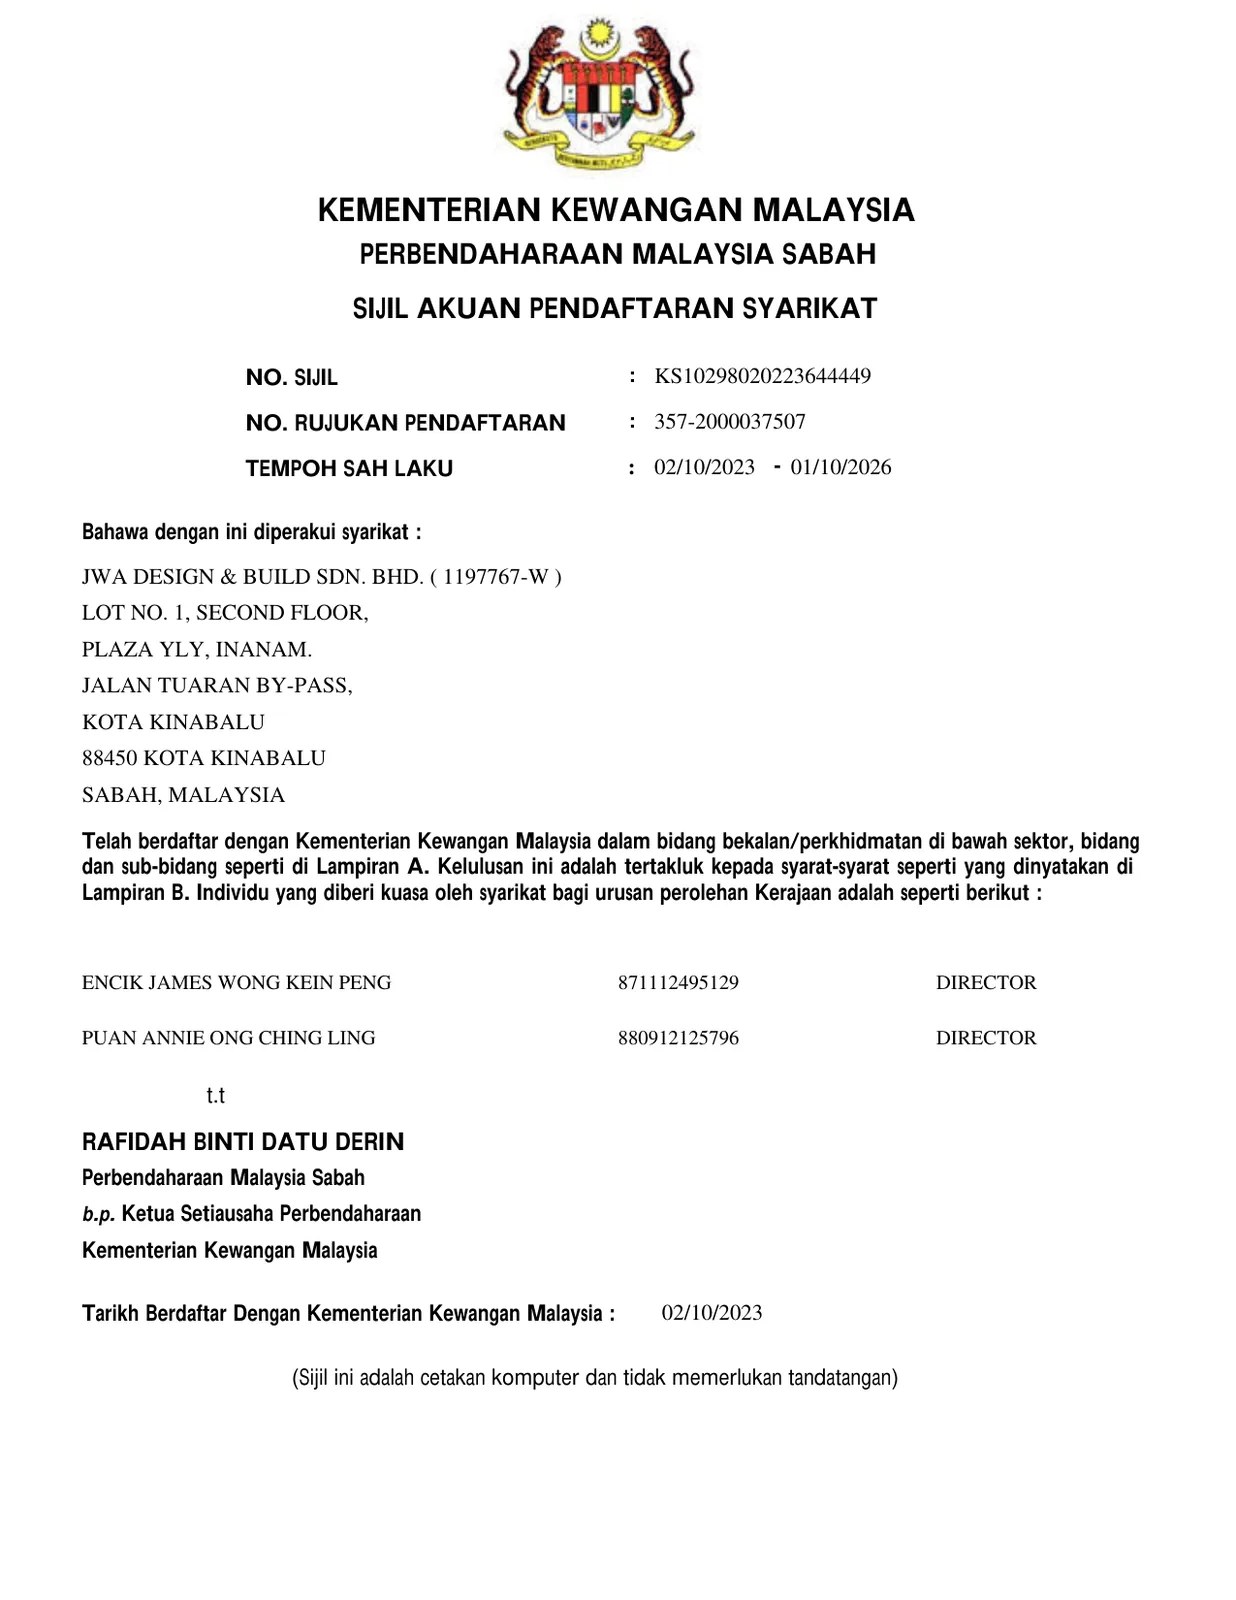 KEMENTERIAN KEWANGAN MALAYSIA
PERBENDAHARAAN MALAYSIA SABAH
SIJIL AKUAN PENDAFTARAN SYARIKAT
NO. SIJIL : KS10298020223644449
NO. RUJUKAN PENDAFTARAN : 357-2000037507
TEMPOH SAH LAKU : 02/10/2023 - 01/10/2026
Bahawa dengan ini diperakui syarikat :
JWA DESIGN & BUILD SDN. BHD. ( 1197767-W )
LOT NO. 1, SECOND FLOOR,
PLAZA YLY, INANAM.
JALAN TUARAN BY-PASS,
KOTA KINABALU
88450 KOTA KINABALU
SABAH, MALAYSIA
Telah berdaftar dengan Kementerian Kewangan Malaysia dalam bidang bekalan/perkhidmatan di bawah sektor, bidang
dan sub-bidang seperti di Lampiran A. Kelulusan ini adalah tertakluk kepada syarat-syarat seperti yang dinyatakan di
Lampiran B. Individu yang diberi kuasa oleh syarikat bagi urusan perolehan Kerajaan adalah seperti berikut :
ENCIK JAMES WONG KEIN PENG 871112495129 DIRECTOR
PUAN ANNIE ONG CHING LING 880912125796 DIRECTOR
t.t
RAFIDAH BINTI DATU DERIN
Perbendaharaan Malaysia Sabah
b.p. Ketua Setiausaha Perbendaharaan
Kementerian Kewangan Malaysia
Tarikh Berdaftar Dengan Kementerian Kewangan Malaysia : 02/10/2023
(Sijil ini adalah cetakan komputer dan tidak memerlukan tandatangan)